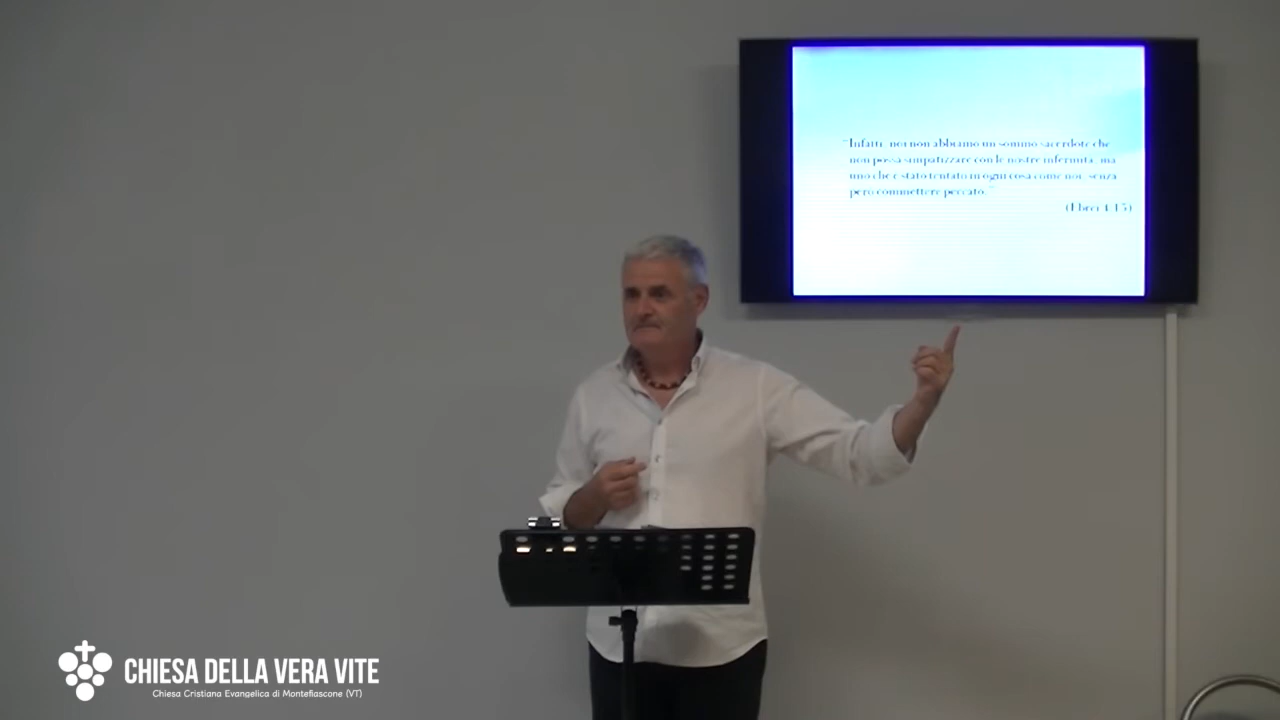 "Infatti, noi non abbiamo un sommo sacerdote che
non possa simpatizzare con le nostre infermità, ma
uno che è stato tentato in ogni cosa come noi, senza
però commettere peccato."
(Ebrei 4:15)
CHIESA DELLA VERA VITE
Chiesa Cristiana Evangelica di Montefiascone (VT)